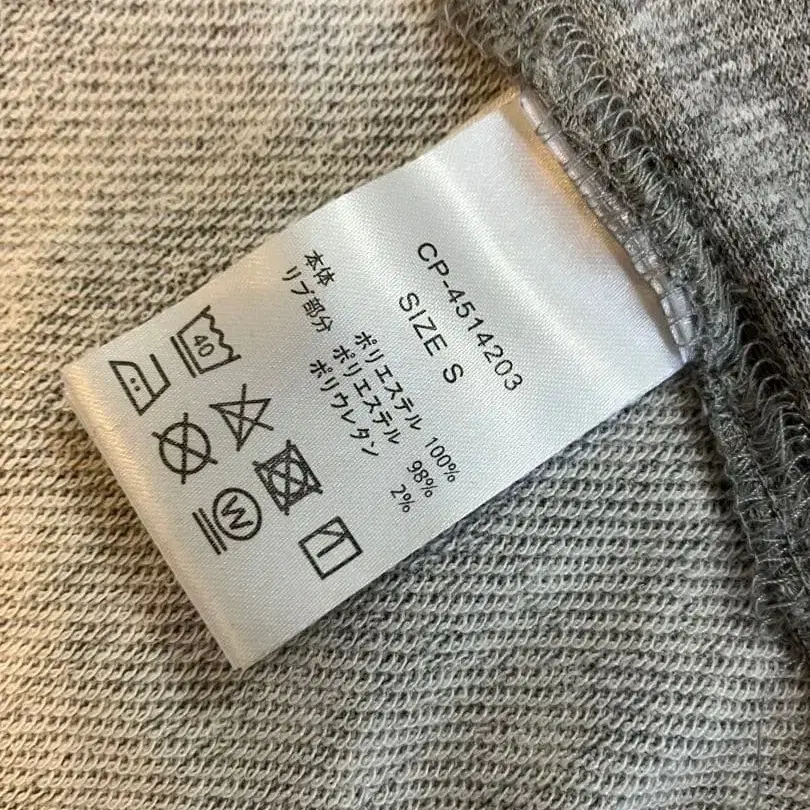 CP-4514203
SIZE S
本体 ポリエステル 100%
リブ部分 ポリエステル 98%
ポリウレタン 2%
40
W